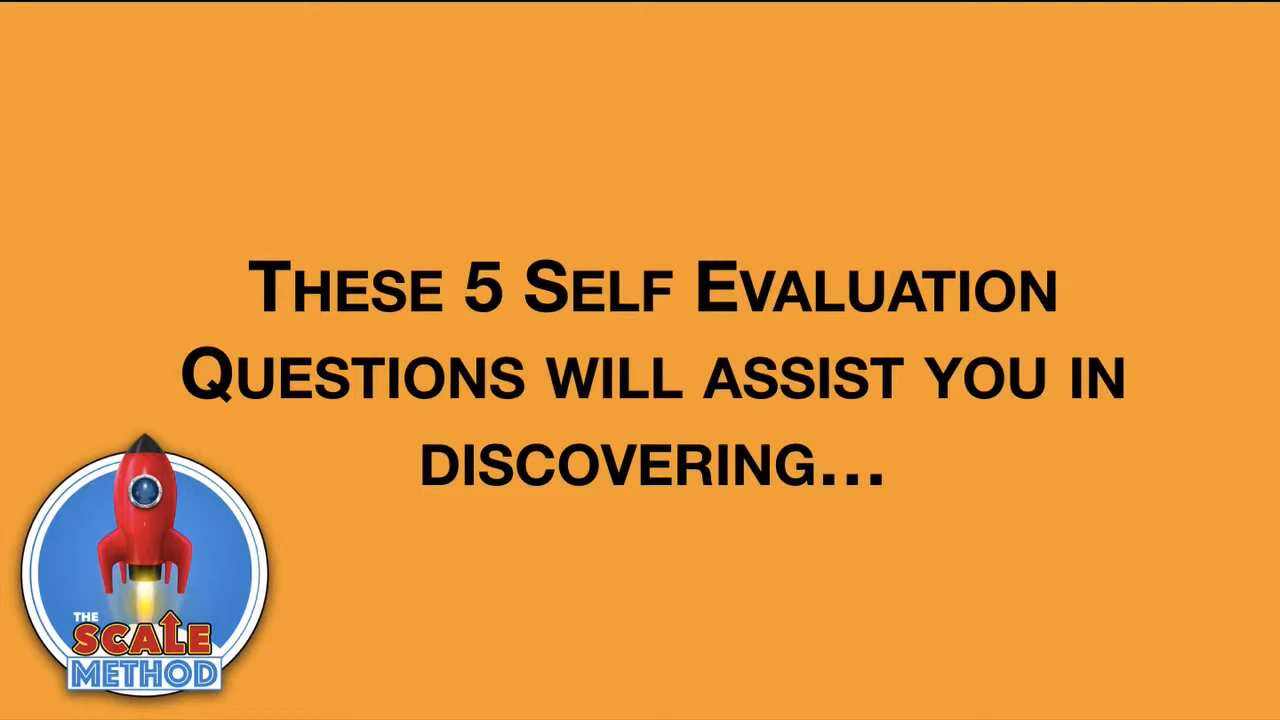 These 5 Self Evaluation
Questions will assist you in
discovering...
THE
SCALE
METHOD